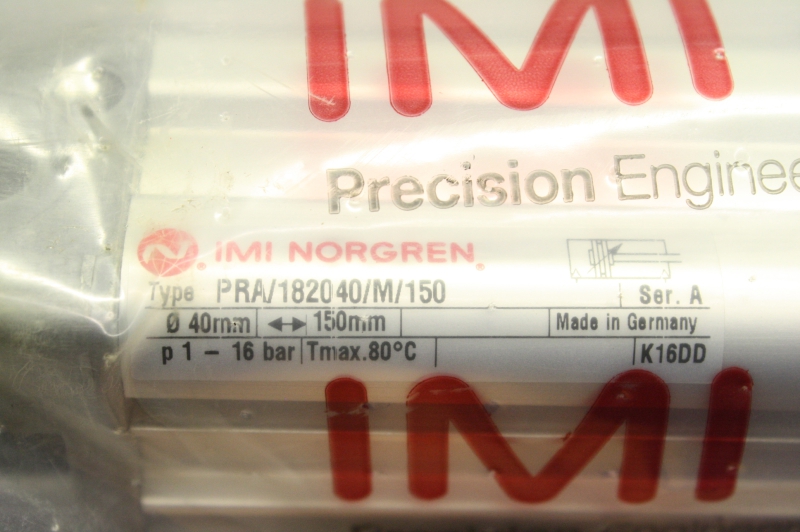 IMI
Precision Enginee
IMI NORGREN
Type PRA/182040/M/150 Ser. A
Ø 40mm ↔ 150mm Made in Germany
p 1 – 16 bar Tmax.80°C K16DD
IMI